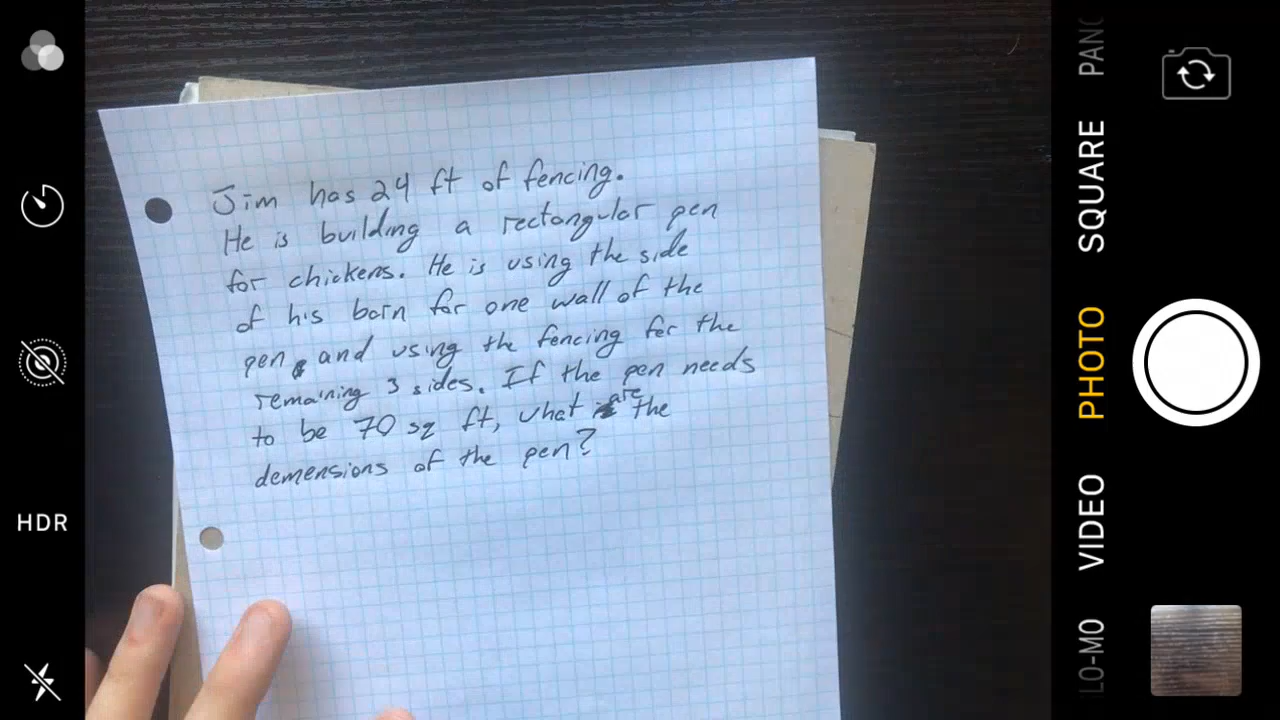 Jim has 24 ft of fencing.
He is building a rectangular pen
for chickens. He is using the side
of his barn for one wall of the
pen, and using the fencing for the
remaining 3 sides. If the pen needs
to be 70 sq ft, what are the
demensions of the pen?
HDR
LO-MO
VIDEO
PHOTO
SQUARE
PANO